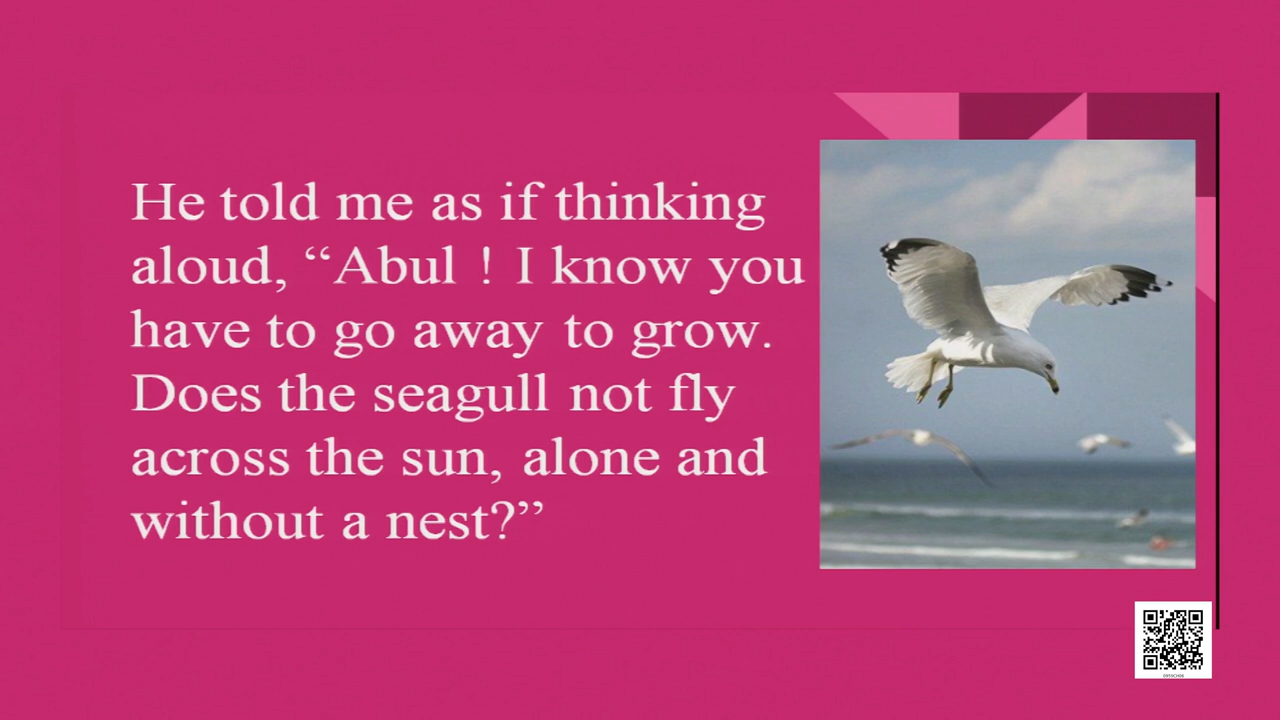 He told me as if thinking
aloud, “Abul ! I know you
have to go away to grow.
Does the seagull not fly
across the sun, alone and
without a nest?”